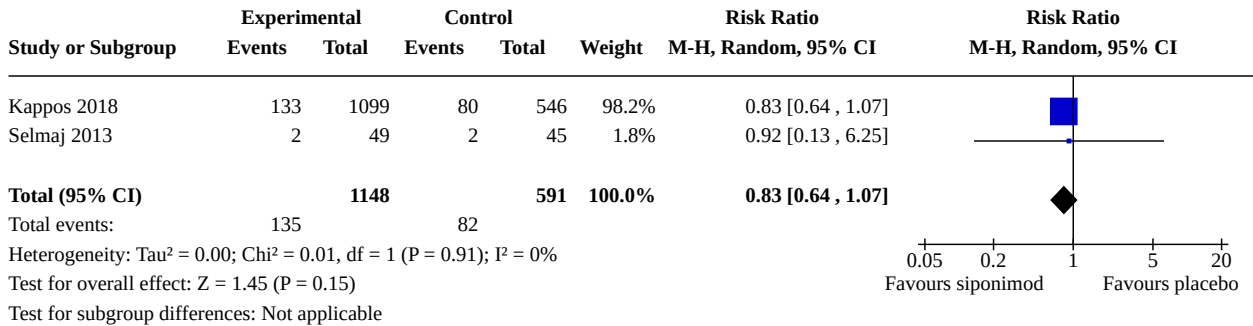 Experimental Control Risk Ratio Risk Ratio
Study or Subgroup Events Total Events Total Weight M-H, Random, 95% CI M-H, Random, 95% CI
Kappos 2018 133 1099 80 546 98.2% 0.83 [0.64 , 1.07]
Selmaj 2013 2 49 2 45 1.8% 0.92 [0.13 , 6.25]
Total (95% CI) 1148 591 100.0% 0.83 [0.64 , 1.07]
Total events: 135 82
Heterogeneity: Tau² = 0.00; Chi² = 0.01, df = 1 (P = 0.91); I² = 0%
0.05 0.2 1 5 20
Test for overall effect: Z = 1.45 (P = 0.15) Favours siponimod Favours placebo
Test for subgroup differences: Not applicable